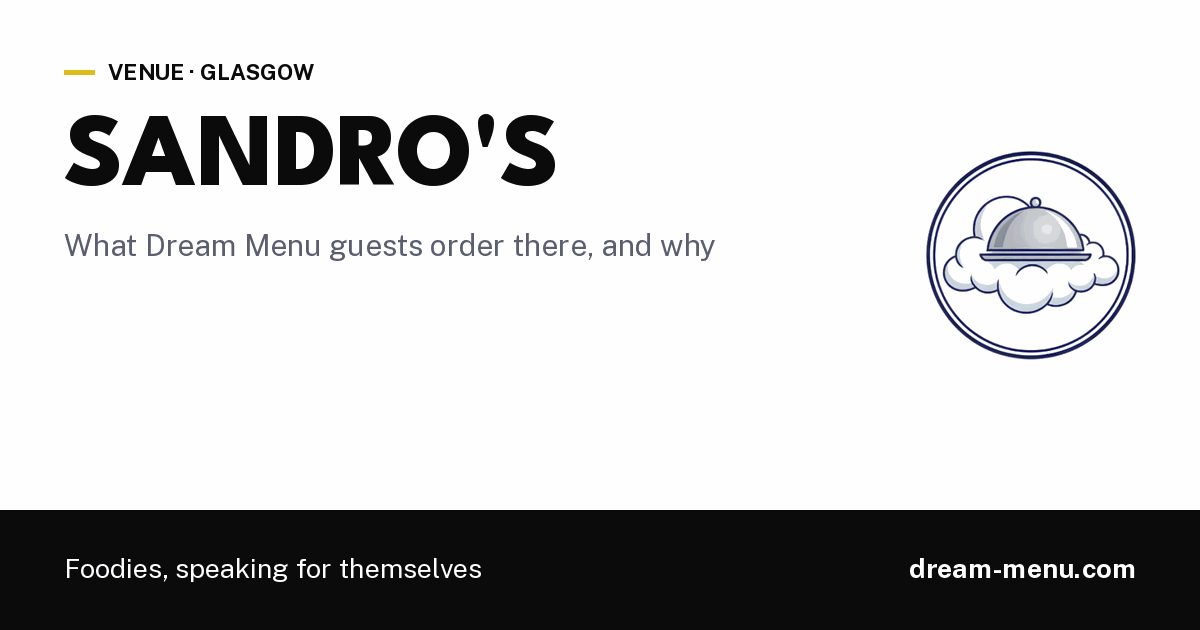 VENUE · GLASGOW
SANDRO'S
What Dream Menu guests order there, and why
Foodies, speaking for themselves
dream-menu.com